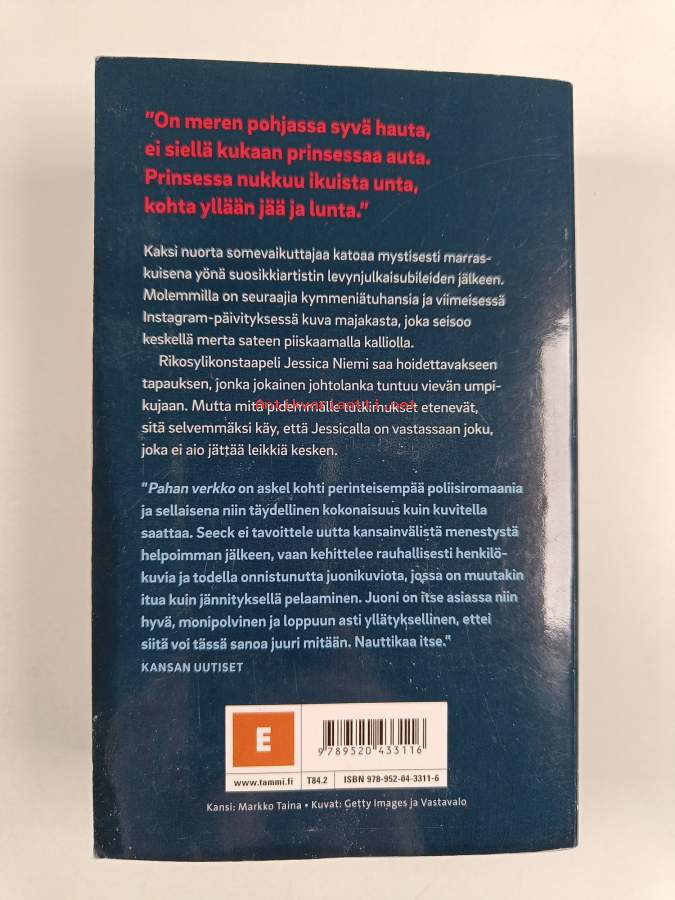 "On meren pohjassa syvä hauta,
ei siellä kukaan prinsessaa auta.
Prinsessa nukkuu ikuista unta,
kohta yllään jää ja lunta."
Kaksi nuorta somevaikuttajaa katoaa mystisesti marras-
kuisena yönä suosikkiartistin levynjulkaisubileiden jälkeen.
Molemmilla on seuraajia kymmeniätuhansia ja viimeisessä
Instagram-päivityksessä kuva majakasta, joka seisoo
keskellä merta sateen piiskaamalla kalliolla.
Rikosylikonstaapeli Jessica Niemi saa hoidettavakseen
tapauksen, jonka jokainen johtolanka tuntuu vievän umpi-
kujaan. Mutta mitä pidemmälle tutkimukset etenevät,
antikvariaatti.net
sitä selvemmäksi käy, että Jessicalla on vastassaan joku,
joka ei aio jättää leikkiä kesken.
"Pahan verkko on askel kohti perinteisempää poliisiromaania
ja sellaisena niin täydellinen kokonaisuus kuin kuvitella
saattaa. Seeck ei tavoittele uutta kansainvälistä menestystä
helpoimman jälkeen, vaan kehittelee rauhallisesti henkilö-
kuvia ja todella onnistunutta juonikuviota, jossa on muutakin
itua kuin jännityksellä pelaaminen. Juoni on itse asiassa niin
hyvä, monipolvinen ja loppuun asti yllätyksellinen, ettei
siitä voi tässä sanoa juuri mitään. Nauttikaa itse."
KANSAN UUTISET
E
9789520433116
www.tammi.fi
T84.2
ISBN 978-952-04-3311-6
Kansi: Markko Taina • Kuvat: Getty Images ja Vastavalo